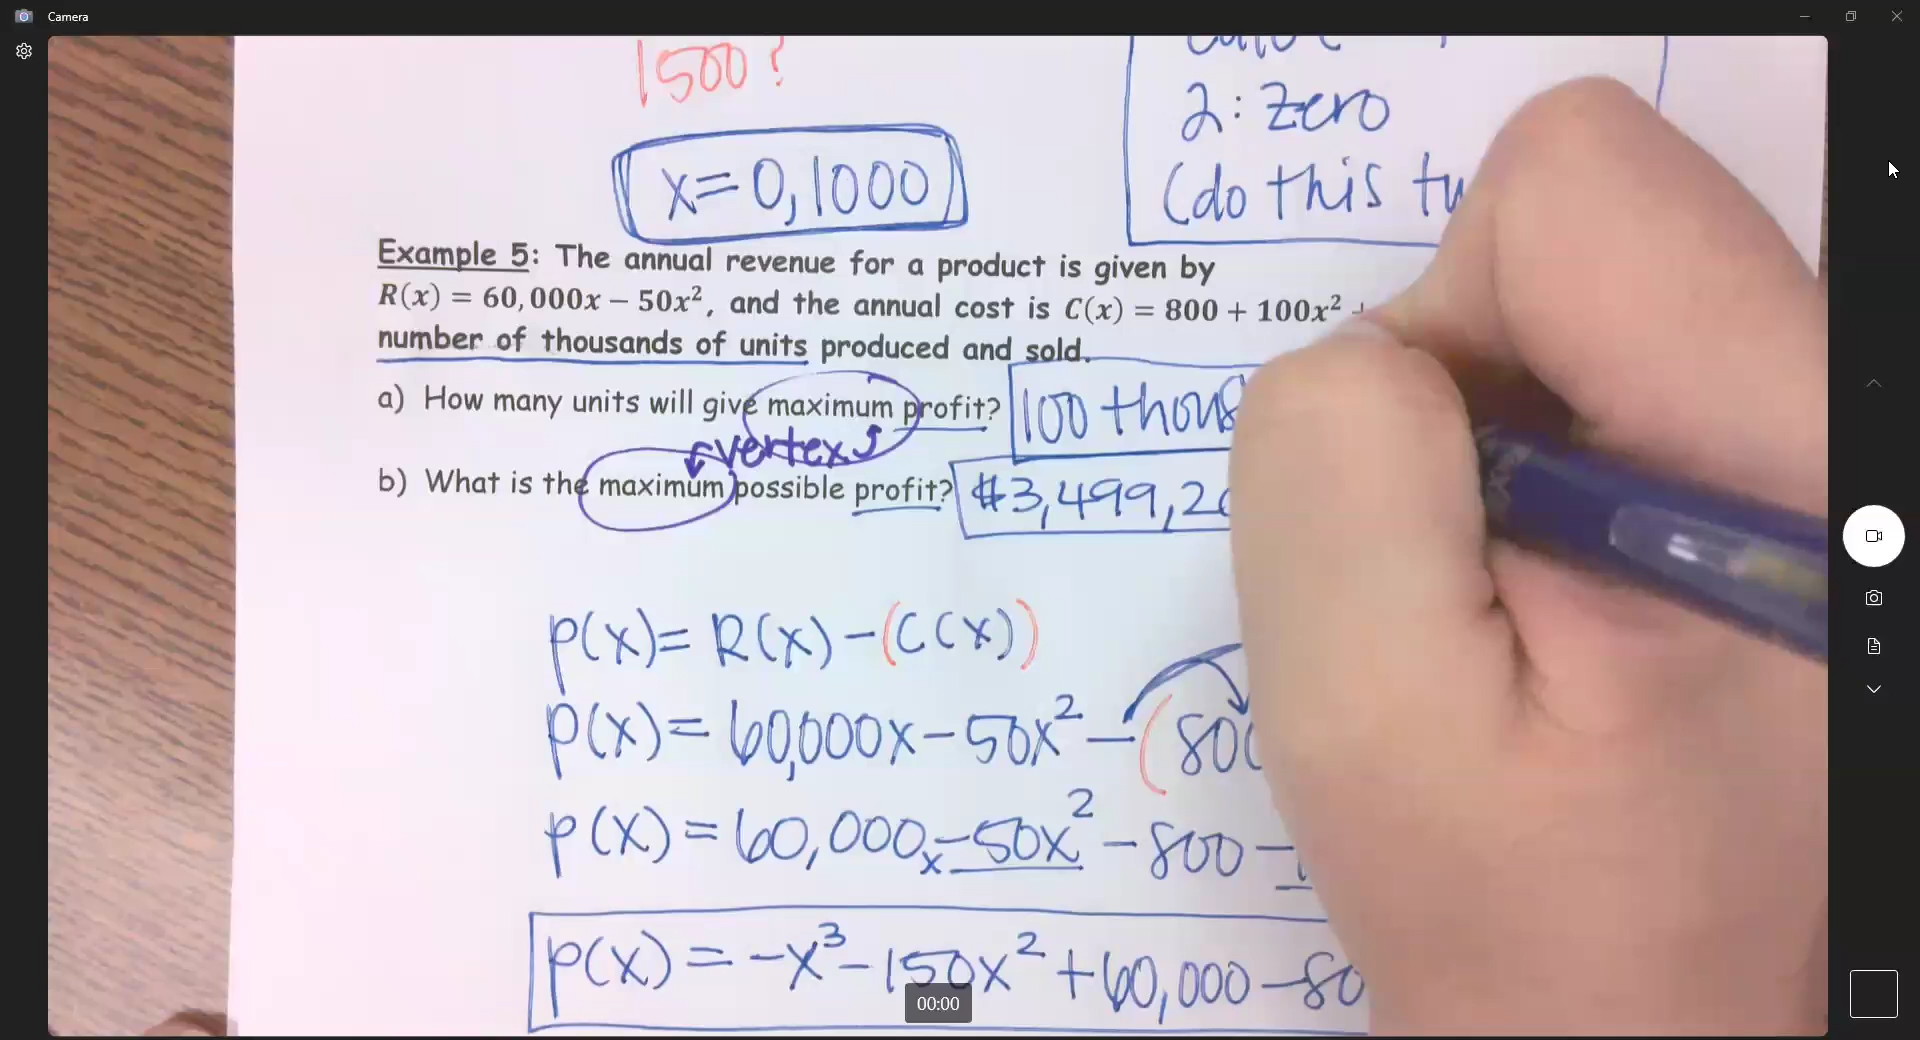 Camera
1500?
2: zero
x=0,1000
(do this
Example 5: The annual revenue for a product is given by
R(x) = 60,000x − 50x², and the annual cost is C(x) = 800 + 100x² +
number of thousands of units produced and sold.
a) How many units will give maximum profit?
100
vertex
b) What is the maximum possible profit?
$3,499,2
P(x)= R(x) −(C(x))
P(x)= 60,000x−50x² −( 80
P(x) = 60,000x −50x² − 800 −
P(x) = −x³ − 150x² +60,000 −80
00:00